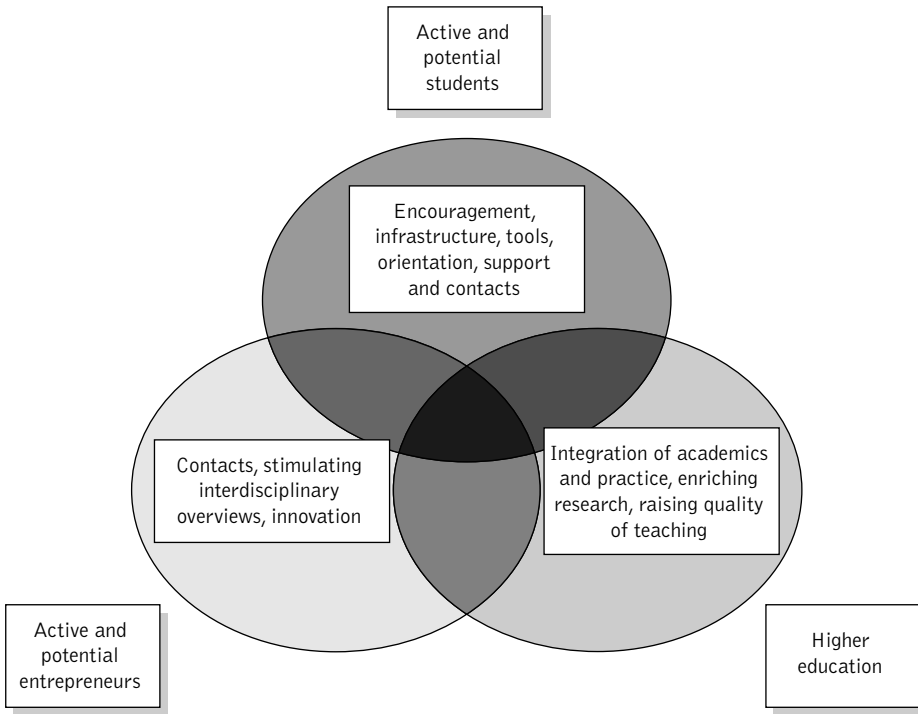 Active and
potential
students
Encouragement,
infrastructure, tools,
orientation, support
and contacts
Contacts, stimulating
interdisciplinary
overviews, innovation
Integration of academics
and practice, enriching
research, raising quality
of teaching
Active and
potential
entrepreneurs
Higher
education